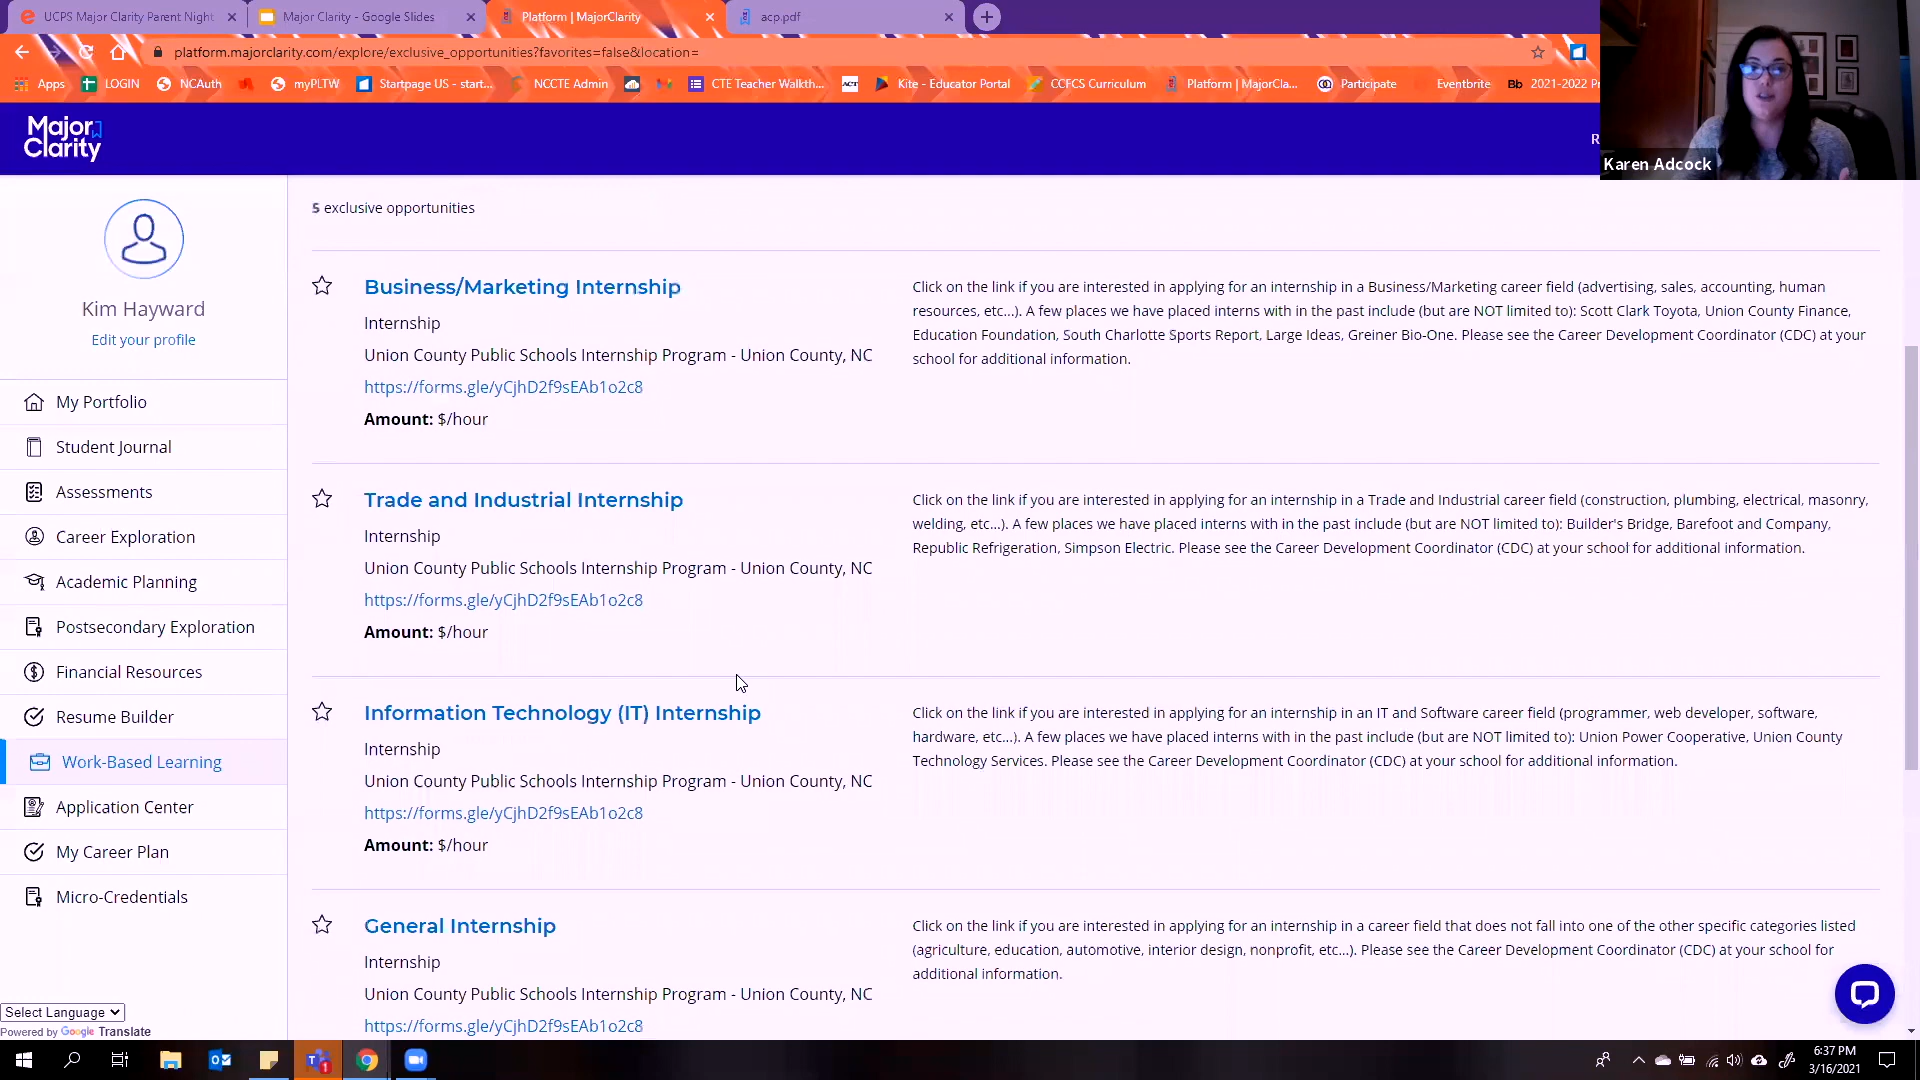 UCPS Major Clarity Parent Night
Major Clarity - Google Slides
Platform | MajorClarity
acp.pdf
platform.majorclarity.com/explore/exclusive_opportunities?favorites=false&location=
Apps
LOGIN
NCAuth
myPLTW
Startpage US - start...
NCCTE Admin
CTE Teacher Walkth...
ACT
Kite - Educator Portal
CCFCS Curriculum
Platform | MajorCla...
Participate
Eventbrite
Bb 2021-2022 P
Karen Adcock
Major
Clarity
R
Kim Hayward
Edit your profile
My Portfolio
Student Journal
Assessments
Career Exploration
Academic Planning
Postsecondary Exploration
Financial Resources
Resume Builder
Work-Based Learning
Application Center
My Career Plan
Micro-Credentials
Select Language
Powered by Google Translate
5 exclusive opportunities
Business/Marketing Internship
Internship
Union County Public Schools Internship Program - Union County, NC
https://forms.gle/yCjhD2f9sEAb1o2c8
Amount: $/hour
Click on the link if you are interested in applying for an internship in a Business/Marketing career field (advertising, sales, accounting, human
resources, etc...). A few places we have placed interns with in the past include (but are NOT limited to): Scott Clark Toyota, Union County Finance,
Education Foundation, South Charlotte Sports Report, Large Ideas, Greiner Bio-One. Please see the Career Development Coordinator (CDC) at your
school for additional information.
Trade and Industrial Internship
Internship
Union County Public Schools Internship Program - Union County, NC
https://forms.gle/yCjhD2f9sEAb1o2c8
Amount: $/hour
Click on the link if you are interested in applying for an internship in a Trade and Industrial career field (construction, plumbing, electrical, masonry,
welding, etc...). A few places we have placed interns with in the past include (but are NOT limited to): Builder's Bridge, Barefoot and Company,
Republic Refrigeration, Simpson Electric. Please see the Career Development Coordinator (CDC) at your school for additional information.
Information Technology (IT) Internship
Internship
Union County Public Schools Internship Program - Union County, NC
https://forms.gle/yCjhD2f9sEAb1o2c8
Amount: $/hour
Click on the link if you are interested in applying for an internship in an IT and Software career field (programmer, web developer, software,
hardware, etc...). A few places we have placed interns with in the past include (but are NOT limited to): Union Power Cooperative, Union County
Technology Services. Please see the Career Development Coordinator (CDC) at your school for additional information.
General Internship
Internship
Union County Public Schools Internship Program - Union County, NC
https://forms.gle/yCjhD2f9sEAb1o2c8
Click on the link if you are interested in applying for an internship in a career field that does not fall into one of the other specific categories listed
(agriculture, education, automotive, interior design, nonprofit, etc...). Please see the Career Development Coordinator (CDC) at your school for
additional information.
6:37 PM
3/16/2021